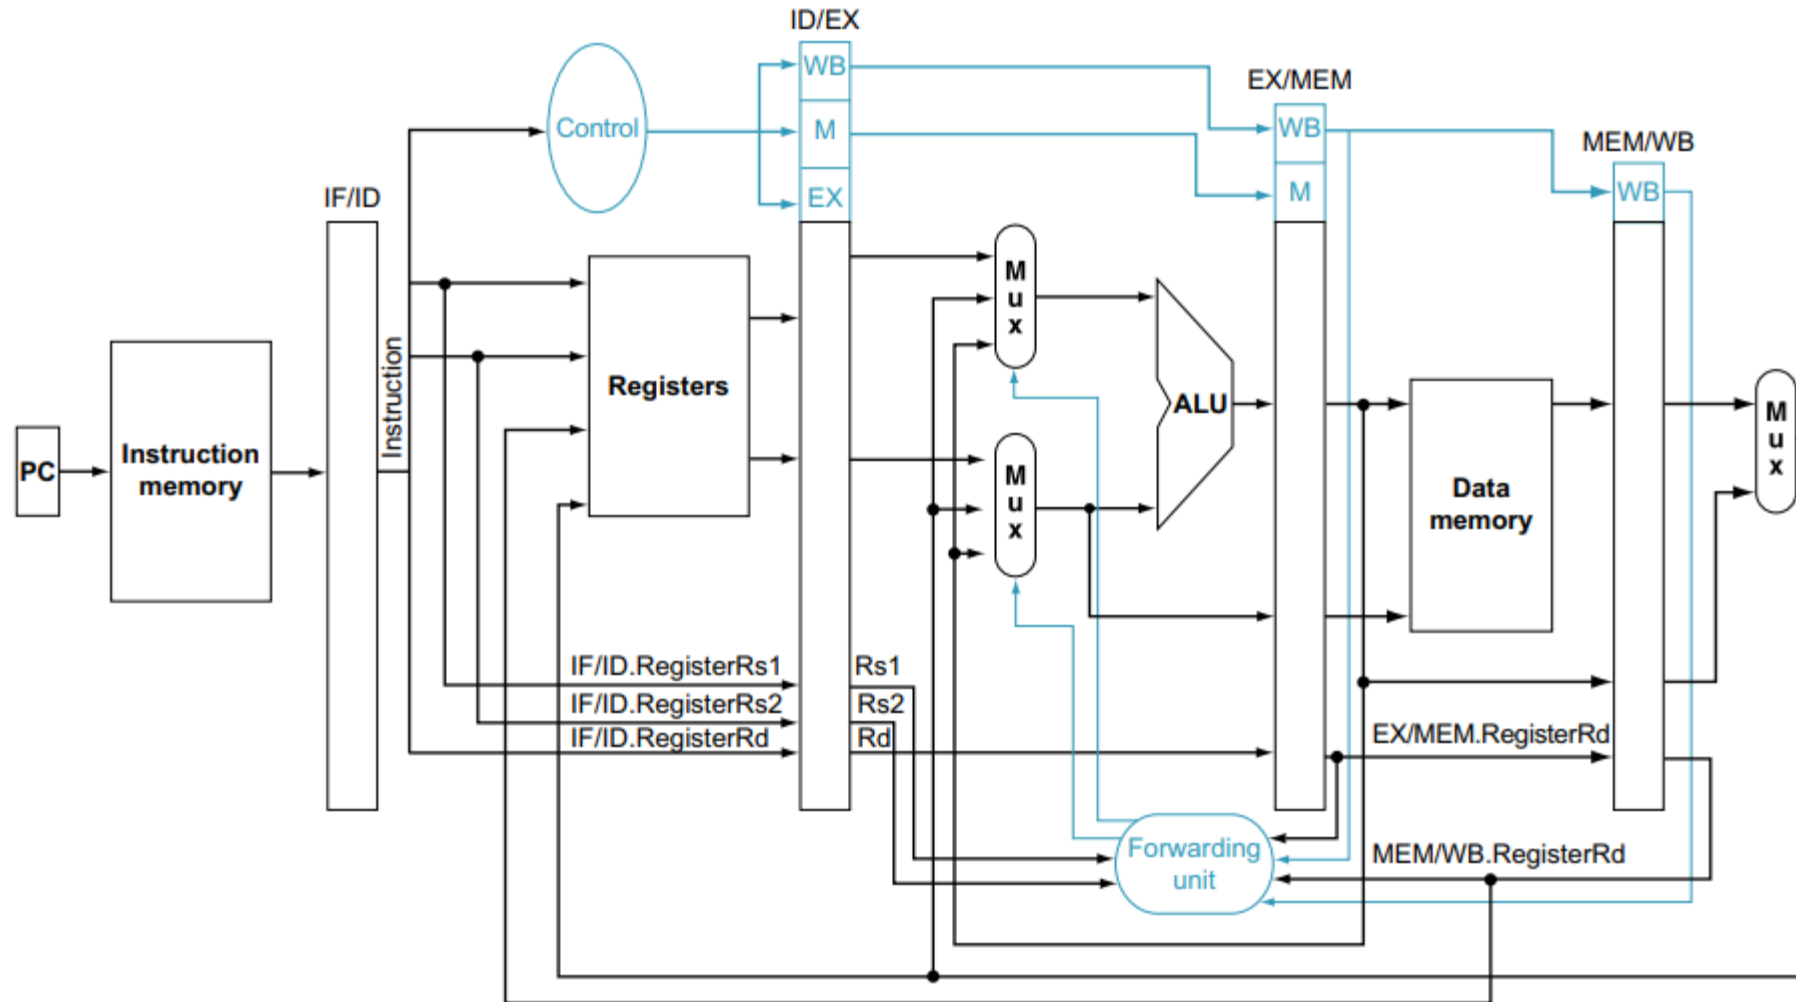 ID/EX
WB
EX/MEM
Control
M
WB
MEM/WB
IF/ID
EX
M
WB
M
u
x
Instruction
Registers
ALU
M
u
x
PC
Instruction
memory
M
u
x
Data
memory
IF/ID.RegisterRs1
Rs1
IF/ID.RegisterRs2
Rs2
IF/ID.RegisterRd
Rd
EX/MEM.RegisterRd
Forwarding
unit
MEM/WB.RegisterRd